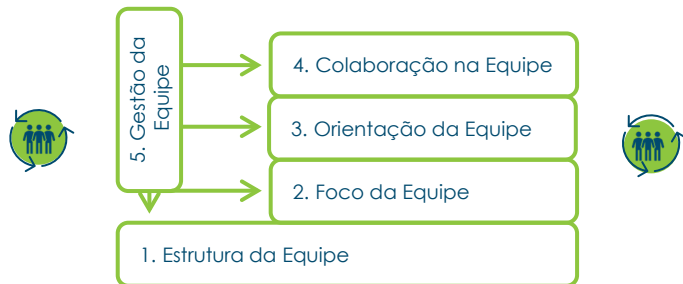 5. Gestão da
Equipe
4. Colaboração na Equipe
3. Orientação da Equipe
2. Foco da Equipe
1. Estrutura da Equipe